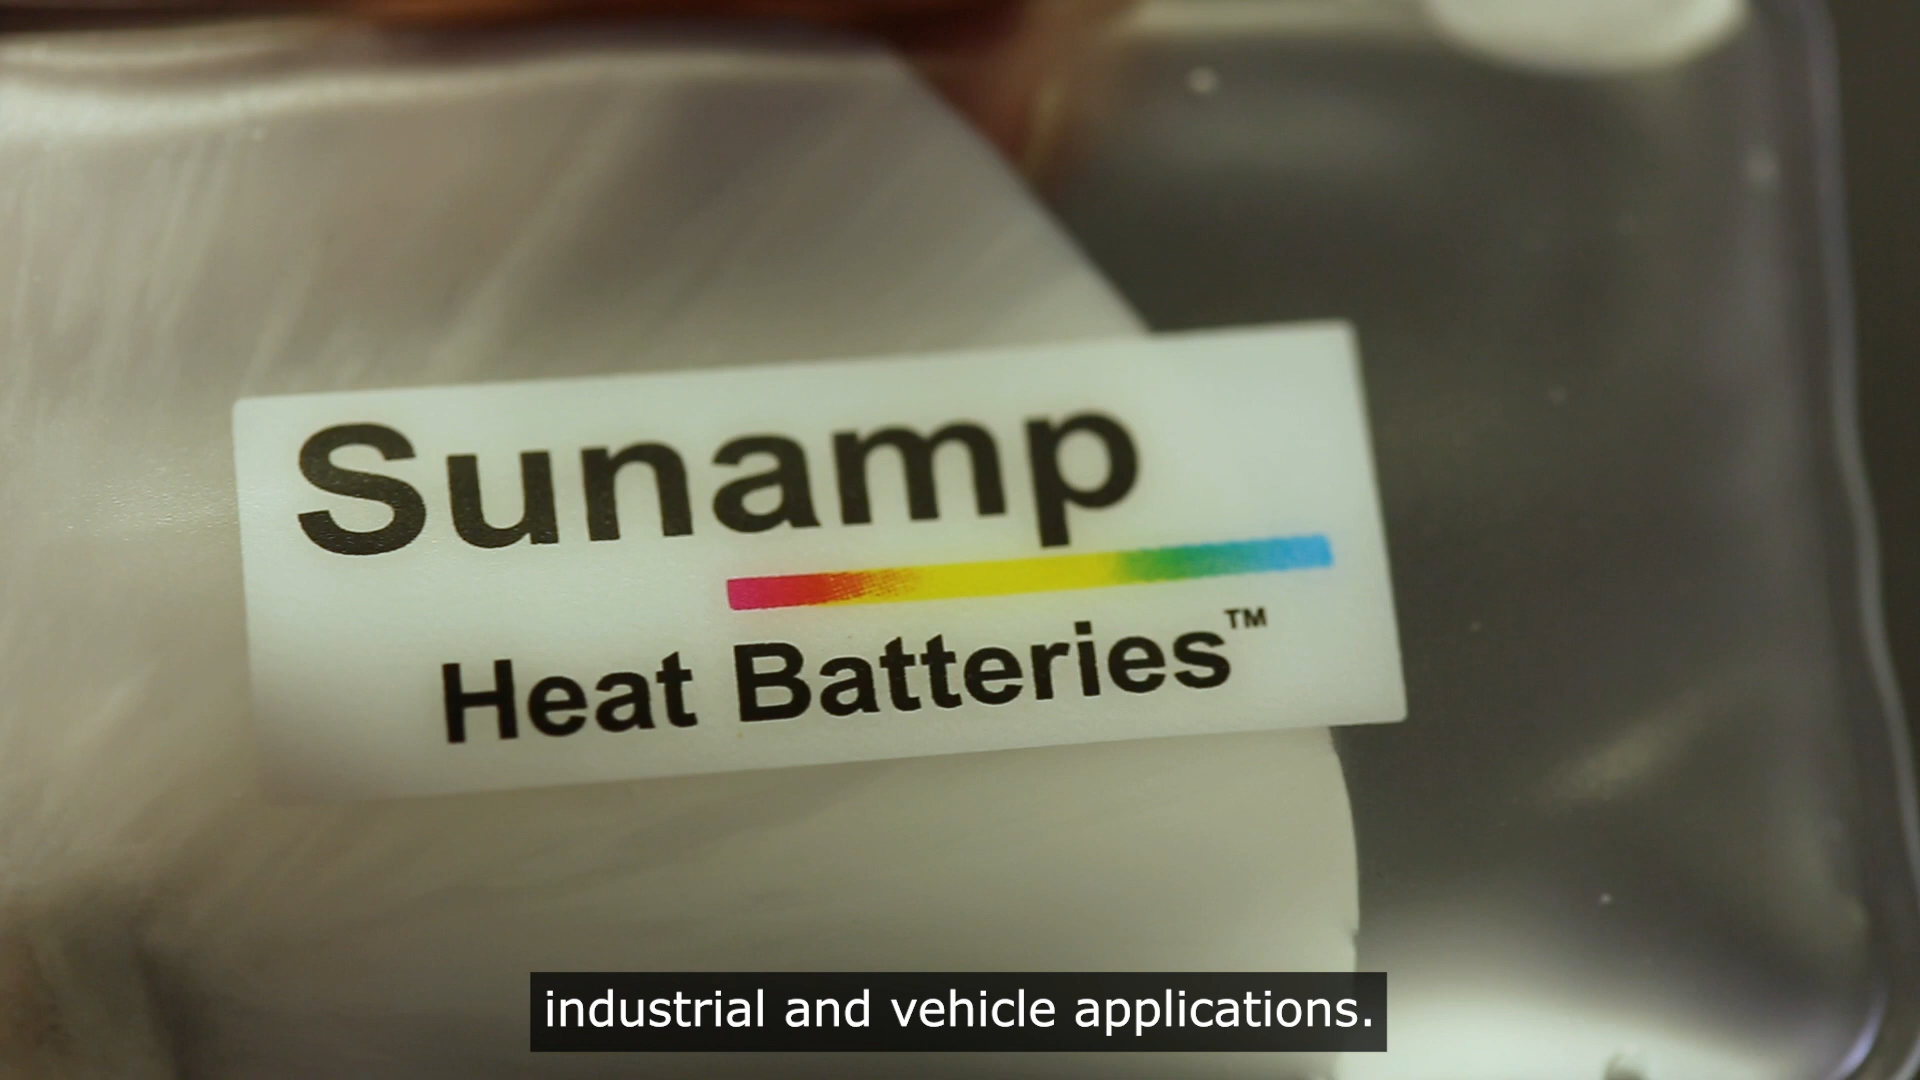 Sunamp
Heat Batteries™
industrial and vehicle applications.